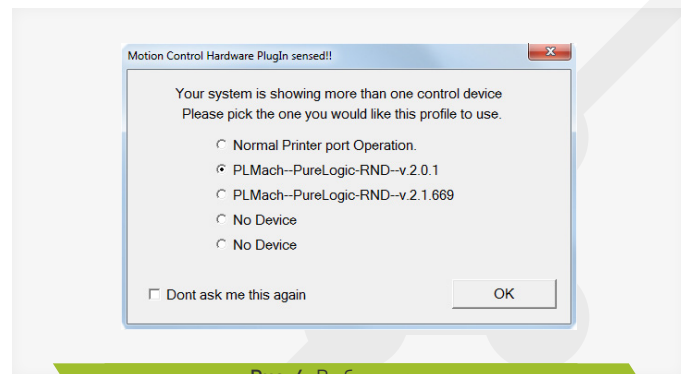 Motion Control Hardware PlugIn sensed!!
Your system is showing more than one control device
Please pick the one you would like this profile to use.
Normal Printer port Operation.
PLMach--PureLogic-RND--v.2.0.1
PLMach--PureLogic-RND--v.2.1.669
No Device
No Device
Dont ask me this again
OK